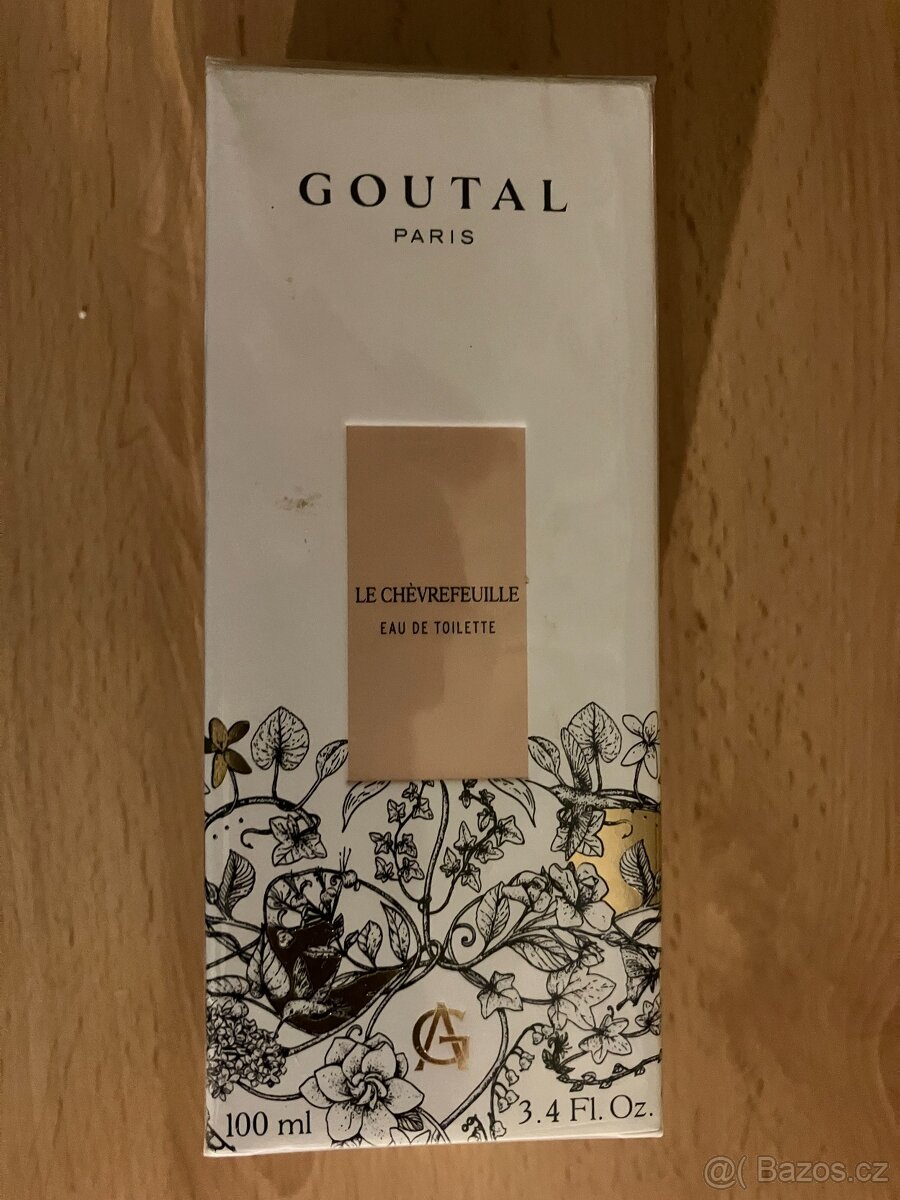 GOUTAL
PARIS
LE CHÈVREFEUILLE
EAU DE TOILETTE
AG
100 ml
3.4 Fl. Oz.
@( Bazos.cz